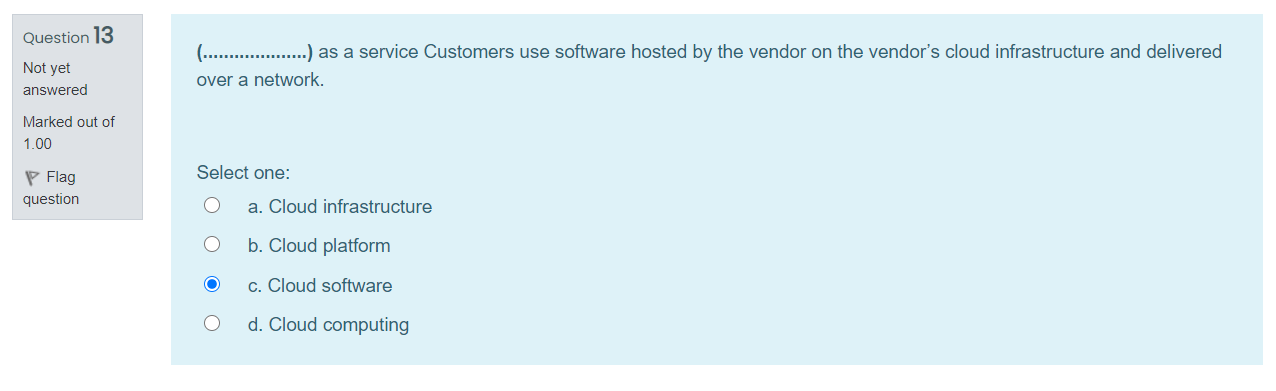 Question 13
Not yet
answered
Marked out of
1.00
Flag
question
(....................) as a service Customers use software hosted by the vendor on the vendor’s cloud infrastructure and delivered
over a network.
Select one:
a. Cloud infrastructure
b. Cloud platform
c. Cloud software
d. Cloud computing